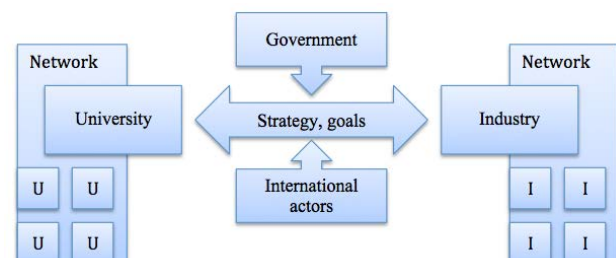 Government
Network
Network
University
Strategy, goals
Industry
International
actors
U U
I I
U U
I I